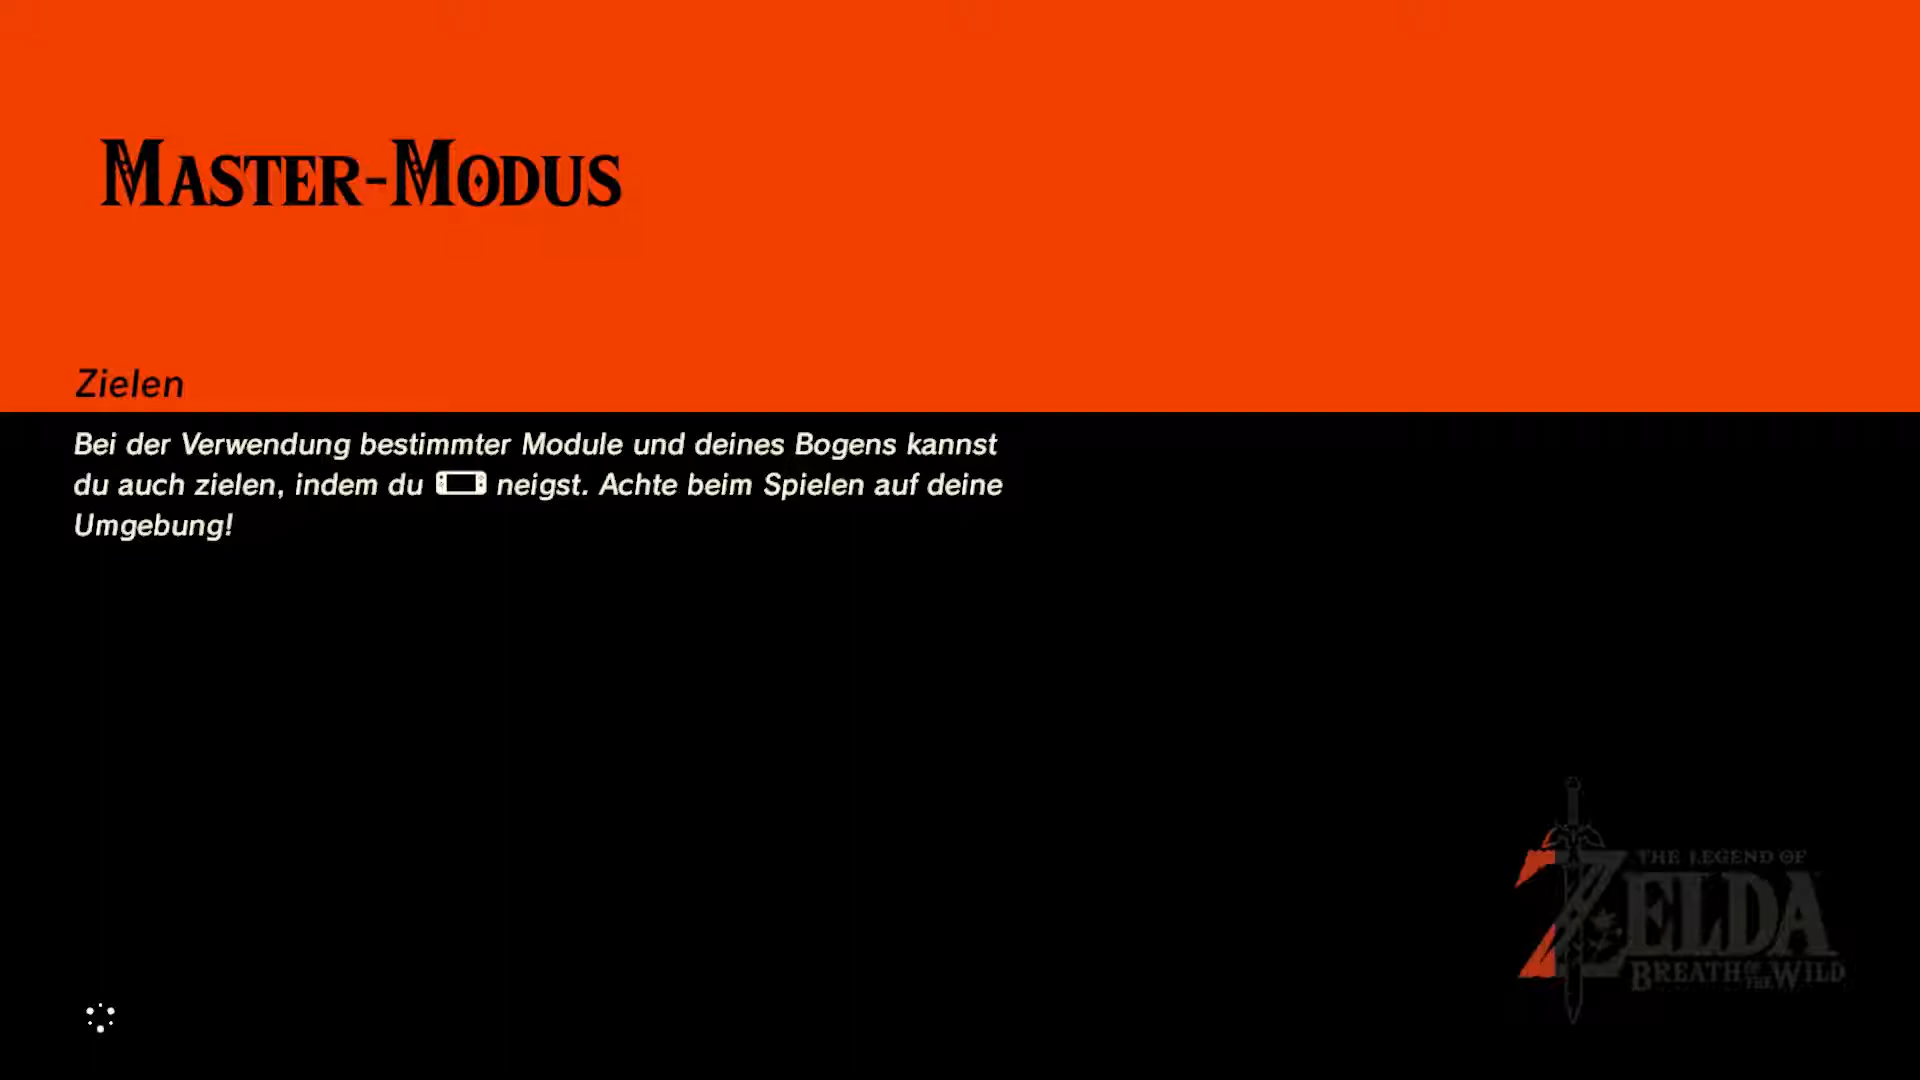 Master-Modus
Zielen
Bei der Verwendung bestimmter Module und deines Bogens kannst
du auch zielen, indem du neigst. Achte beim Spielen auf deine
Umgebung!
THE LEGEND OF
ZELDA
BREATH OF THE WILD